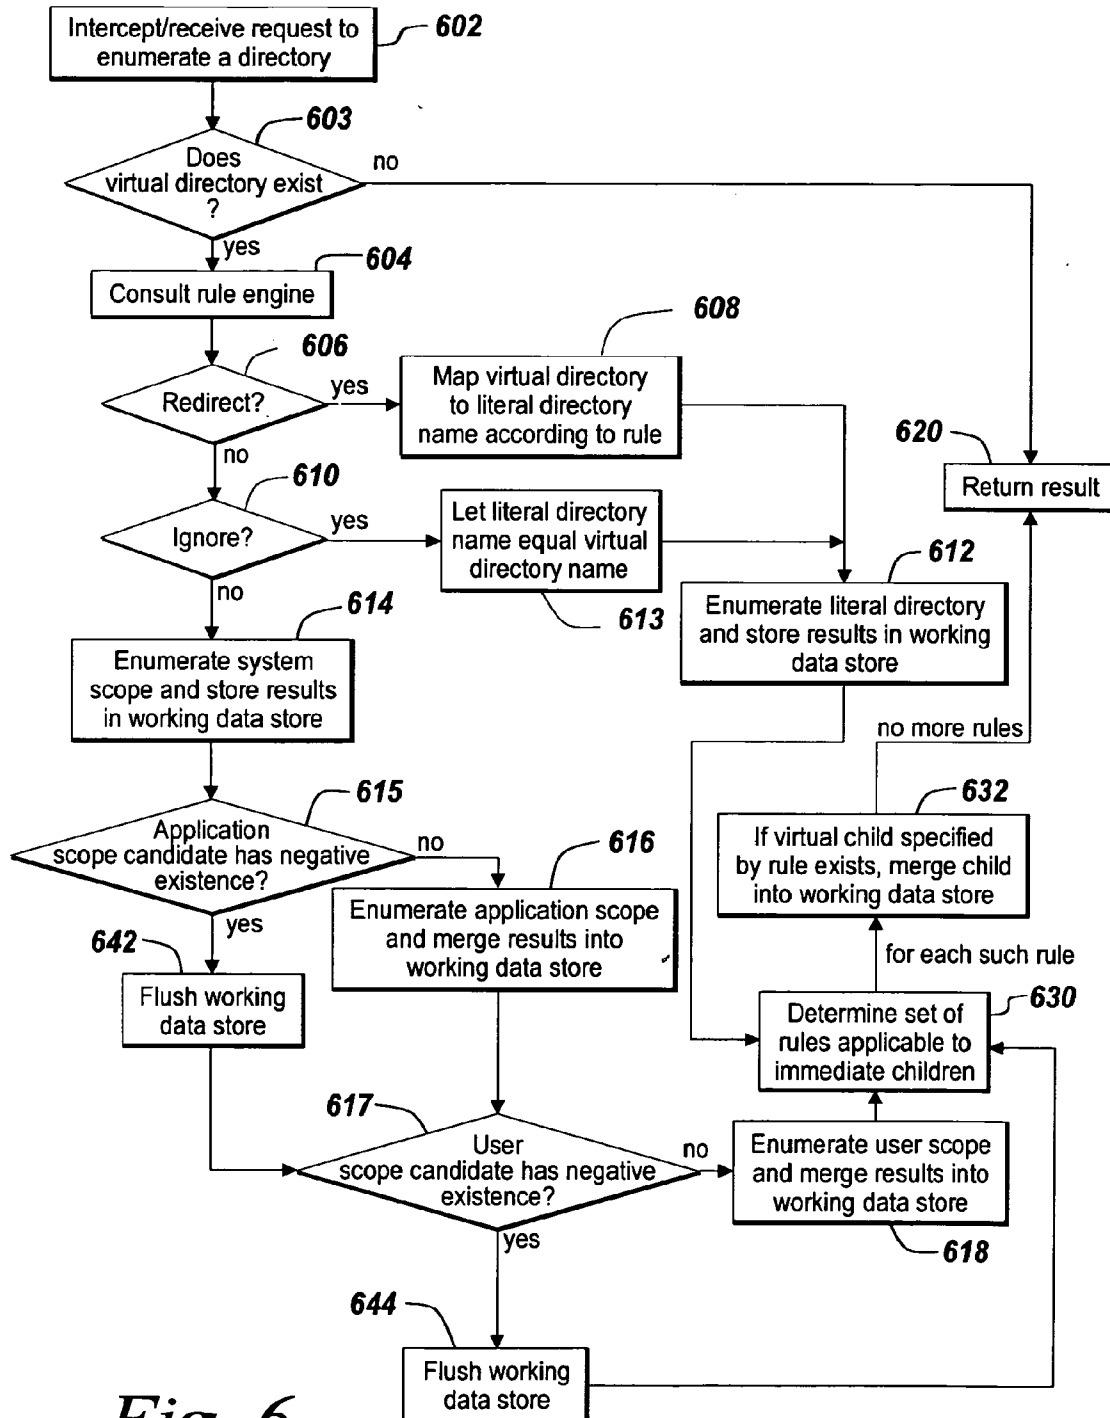 Intercept/receive request to
enumerate a directory
602
603
Does
virtual directory exist
?
no
yes
604
Consult rule engine
606
Redirect?
yes
608
Map virtual directory
to literal directory
name according to rule
no
620
Return result
610
Ignore?
yes
Let literal directory
name equal virtual
directory name
613
612
Enumerate literal directory
and store results in working
data store
no
614
Enumerate system
scope and store results
in working data store
no more rules
615
Application
scope candidate has negative
existence?
no
616
Enumerate application scope
and merge results into
working data store
632
If virtual child specified
by rule exists, merge child
into working data store
yes
642
Flush working
data store
for each such rule
630
Determine set of
rules applicable to
immediate children
617
User
scope candidate has negative
existence?
no
Enumerate user scope
and merge results into
working data store
618
yes
644
Flush working
data store
Fig. 6